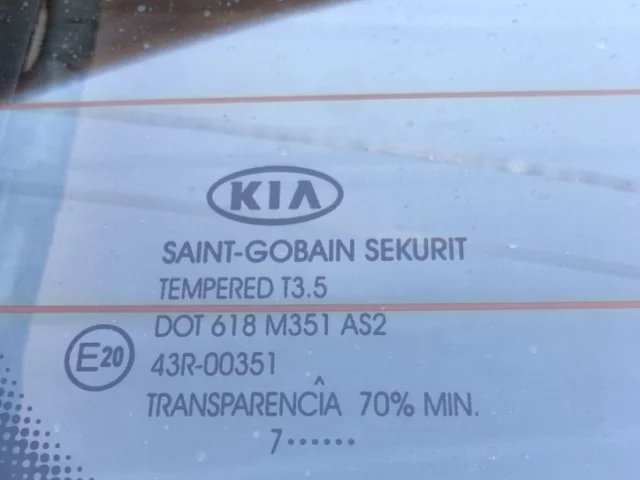 KIA
SAINT-GOBAIN SEKURIT
TEMPERED T3.5
DOT 618 M351 AS2
E20 43R-00351
TRANSPARENCÎA 70% MIN.
7······